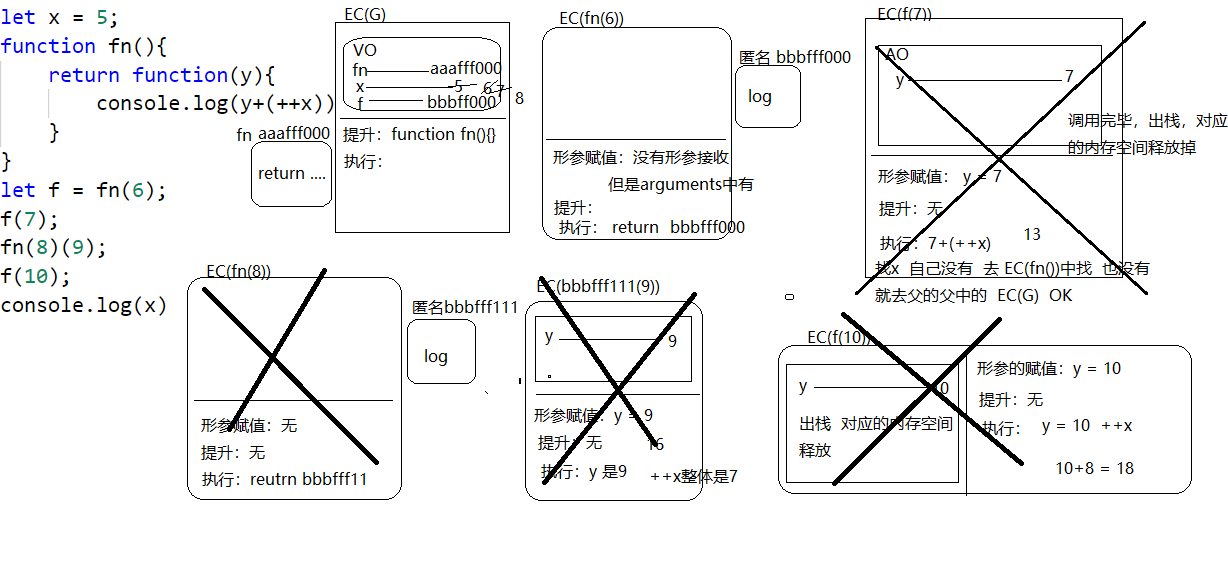 let x = 5;
function fn(){
return function(y){
console.log(y+(++x))
}
}
let f = fn(6);
f(7);
fn(8)(9);
f(10);
console.log(x)
fn aaafff000
return ....
EC(G)
VO
fn aaafff000
x 5 6 7 8
f bbbff000
提升：function fn(){}
执行：
EC(fn(6))
形参赋值：没有形参接收
但是arguments中有
提升：
执行： return bbbfff000
匿名 bbbfff000
log
EC(f(7))
AO
y 7
形参赋值： y = 7
提升：无
执行：7+(++x) 13
找x 自己没有 去 EC(fn())中找 也没有
就去父的父中的 EC(G) OK
调用完毕，出栈，对应
的内存空间释放掉
EC(fn(8))
形参赋值：无
提升：无
执行：reutrn bbbfff11
匿名bbbfff111
log
EC(bbbfff111(9))
y 9
形参赋值：y = 9
提升：无 16
执行：y 是9 ++x整体是7
EC(f(10))
y 10
出栈 对应的内存空间
释放
形参的赋值：y = 10
提升：无
执行： y = 10 ++x
10+8 = 18